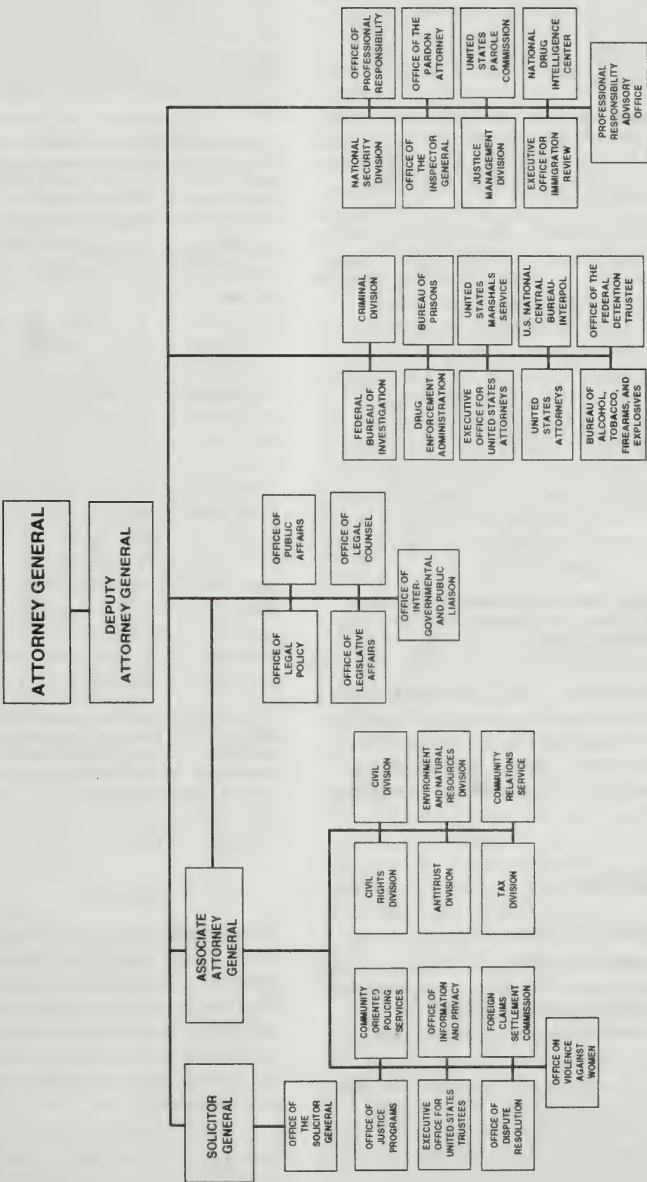 ATTORNEY GENERAL
DEPUTY
ATTORNEY GENERAL
SOLICITOR
GENERAL
OFFICE OF
THE
SOLICITOR
GENERAL
ASSOCIATE
ATTORNEY
GENERAL
OFFICE OF
JUSTICE
PROGRAMS
COMMUNITY
ORIENTED
POLICING
SERVICES
EXECUTIVE
OFFICE FOR
UNITED STATES
TRUSTEES
OFFICE OF
INFORMATION
AND PRIVACY
OFFICE OF
DISPUTE
RESOLUTION
FOREIGN
CLAIMS
SETTLEMENT
COMMISSION
OFFICE ON
VIOLENCE
AGAINST
WOMEN
CIVIL
RIGHTS
DIVISION
CIVIL
DIVISION
ANTITRUST
DIVISION
ENVIRONMENT
AND NATURAL
RESOURCES
DIVISION
TAX
DIVISION
COMMUNITY
RELATIONS
SERVICE
OFFICE OF
LEGAL
POLICY
OFFICE OF
PUBLIC
AFFAIRS
OFFICE OF
LEGISLATIVE
AFFAIRS
OFFICE OF
LEGAL
COUNSEL
OFFICE OF
INTER-
GOVERNMENTAL
AND PUBLIC
LIAISON
FEDERAL
BUREAU OF
INVESTIGATION
CRIMINAL
DIVISION
DRUG
ENFORCEMENT
ADMINISTRATION
BUREAU OF
PRISONS
EXECUTIVE
OFFICE FOR
UNITED STATES
ATTORNEYS
UNITED
STATES
MARSHALS
SERVICE
UNITED
STATES
ATTORNEYS
U.S. NATIONAL
CENTRAL
BUREAU-
INTERPOL
BUREAU OF
ALCOHOL,
TOBACCO,
FIREARMS, AND
EXPLOSIVES
OFFICE OF THE
FEDERAL
DETENTION
TRUSTEE
NATIONAL
SECURITY
DIVISION
OFFICE OF
PROFESSIONAL
RESPONSIBILITY
OFFICE OF
THE
INSPECTOR
GENERAL
OFFICE OF THE
PARDON
ATTORNEY
JUSTICE
MANAGEMENT
DIVISION
UNITED
STATES
PAROLE
COMMISSION
EXECUTIVE
OFFICE FOR
IMMIGRATION
REVIEW
NATIONAL
DRUG
INTELLIGENCE
CENTER
PROFESSIONAL
RESPONSIBILITY
ADVISORY
OFFICE